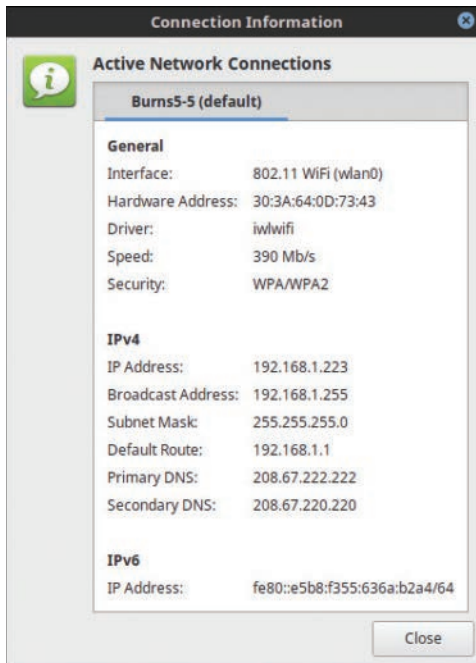 Connection Information
Active Network Connections
Burns5-5 (default)
General
Interface: 802.11 WiFi (wlan0)
Hardware Address: 30:3A:64:0D:73:43
Driver: iwlwifi
Speed: 390 Mb/s
Security: WPA/WPA2
IPv4
IP Address: 192.168.1.223
Broadcast Address: 192.168.1.255
Subnet Mask: 255.255.255.0
Default Route: 192.168.1.1
Primary DNS: 208.67.222.222
Secondary DNS: 208.67.220.220
IPv6
IP Address: fe80::e5b8:f355:636a:b2a4/64
Close